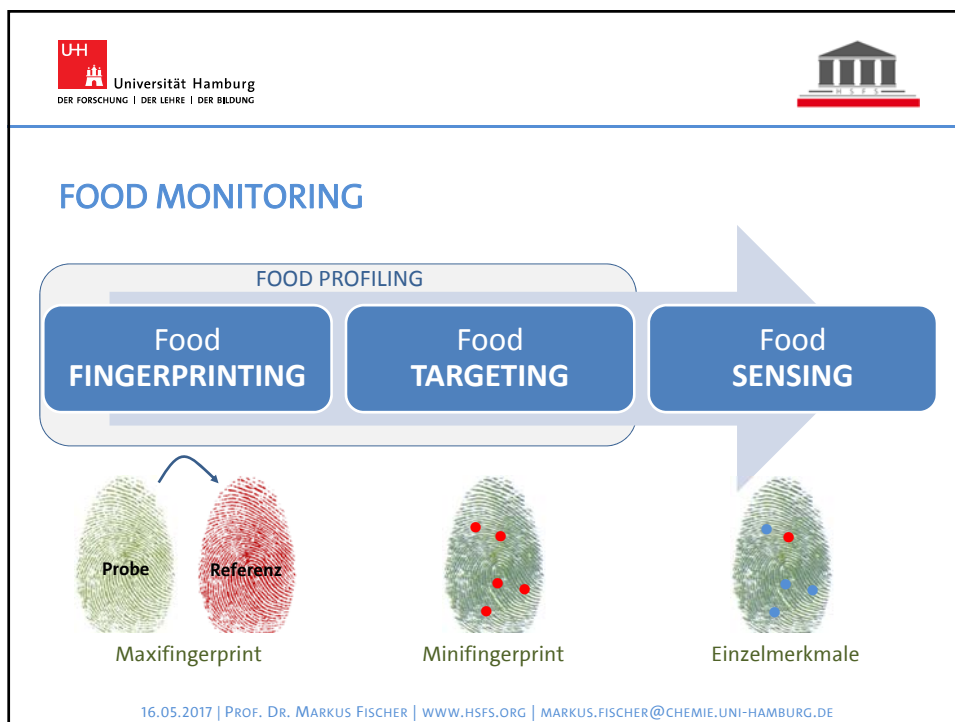 UH
Universität Hamburg
DER FORSCHUNG | DER LEHRE | DER BILDUNG
HSFS
FOOD MONITORING
FOOD PROFILING
Food
FINGERPRINTING
Food
TARGETING
Food
SENSING
Probe
Referenz
Maxifingerprint
Minifingerprint
Einzelmerkmale
16.05.2017 | PROF. DR. MARKUS FISCHER | WWW.HSFS.ORG | MARKUS.FISCHER@CHEMIE.UNI-HAMBURG.DE